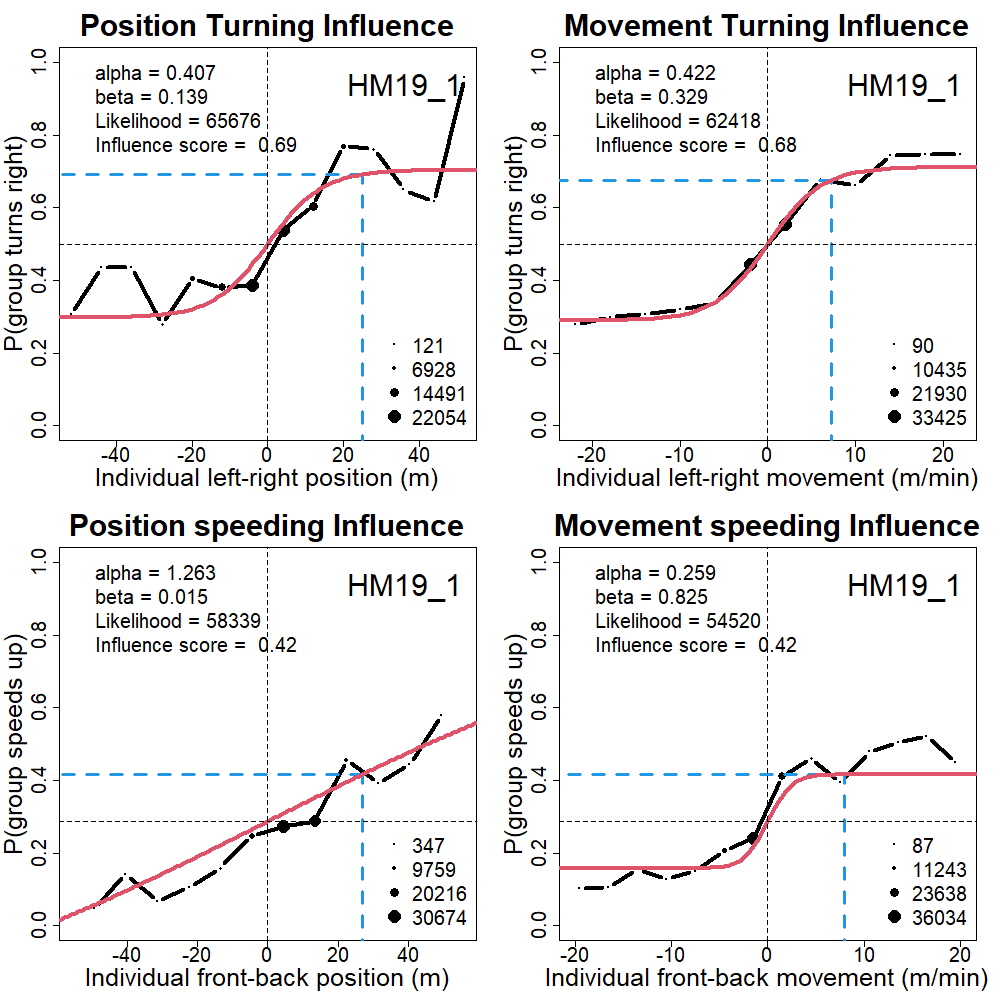 Position Turning Influence
alpha = 0.407
beta = 0.139
Likelihood = 65676
Influence score = 0.69
HM19_1
P(group turns right)
0.0
0.2
0.4
0.6
0.8
1.0
121
6928
14491
22054
-40
-20
0
20
40
Individual left-right position (m)
Movement Turning Influence
alpha = 0.422
beta = 0.329
Likelihood = 62418
Influence score = 0.68
HM19_1
P(group turns right)
0.0
0.2
0.4
0.6
0.8
1.0
90
10435
21930
33425
-20
-10
0
10
20
Individual left-right movement (m/min)
Position speeding Influence
alpha = 1.263
beta = 0.015
Likelihood = 58339
Influence score = 0.42
HM19_1
P(group speeds up)
0.0
0.2
0.4
0.6
0.8
1.0
347
9759
20216
30674
-40
-20
0
20
40
Individual front-back position (m)
Movement speeding Influence
alpha = 0.259
beta = 0.825
Likelihood = 54520
Influence score = 0.42
HM19_1
P(group speeds up)
0.0
0.2
0.4
0.6
0.8
1.0
87
11243
23638
36034
-20
-10
0
10
20
Individual front-back movement (m/min)